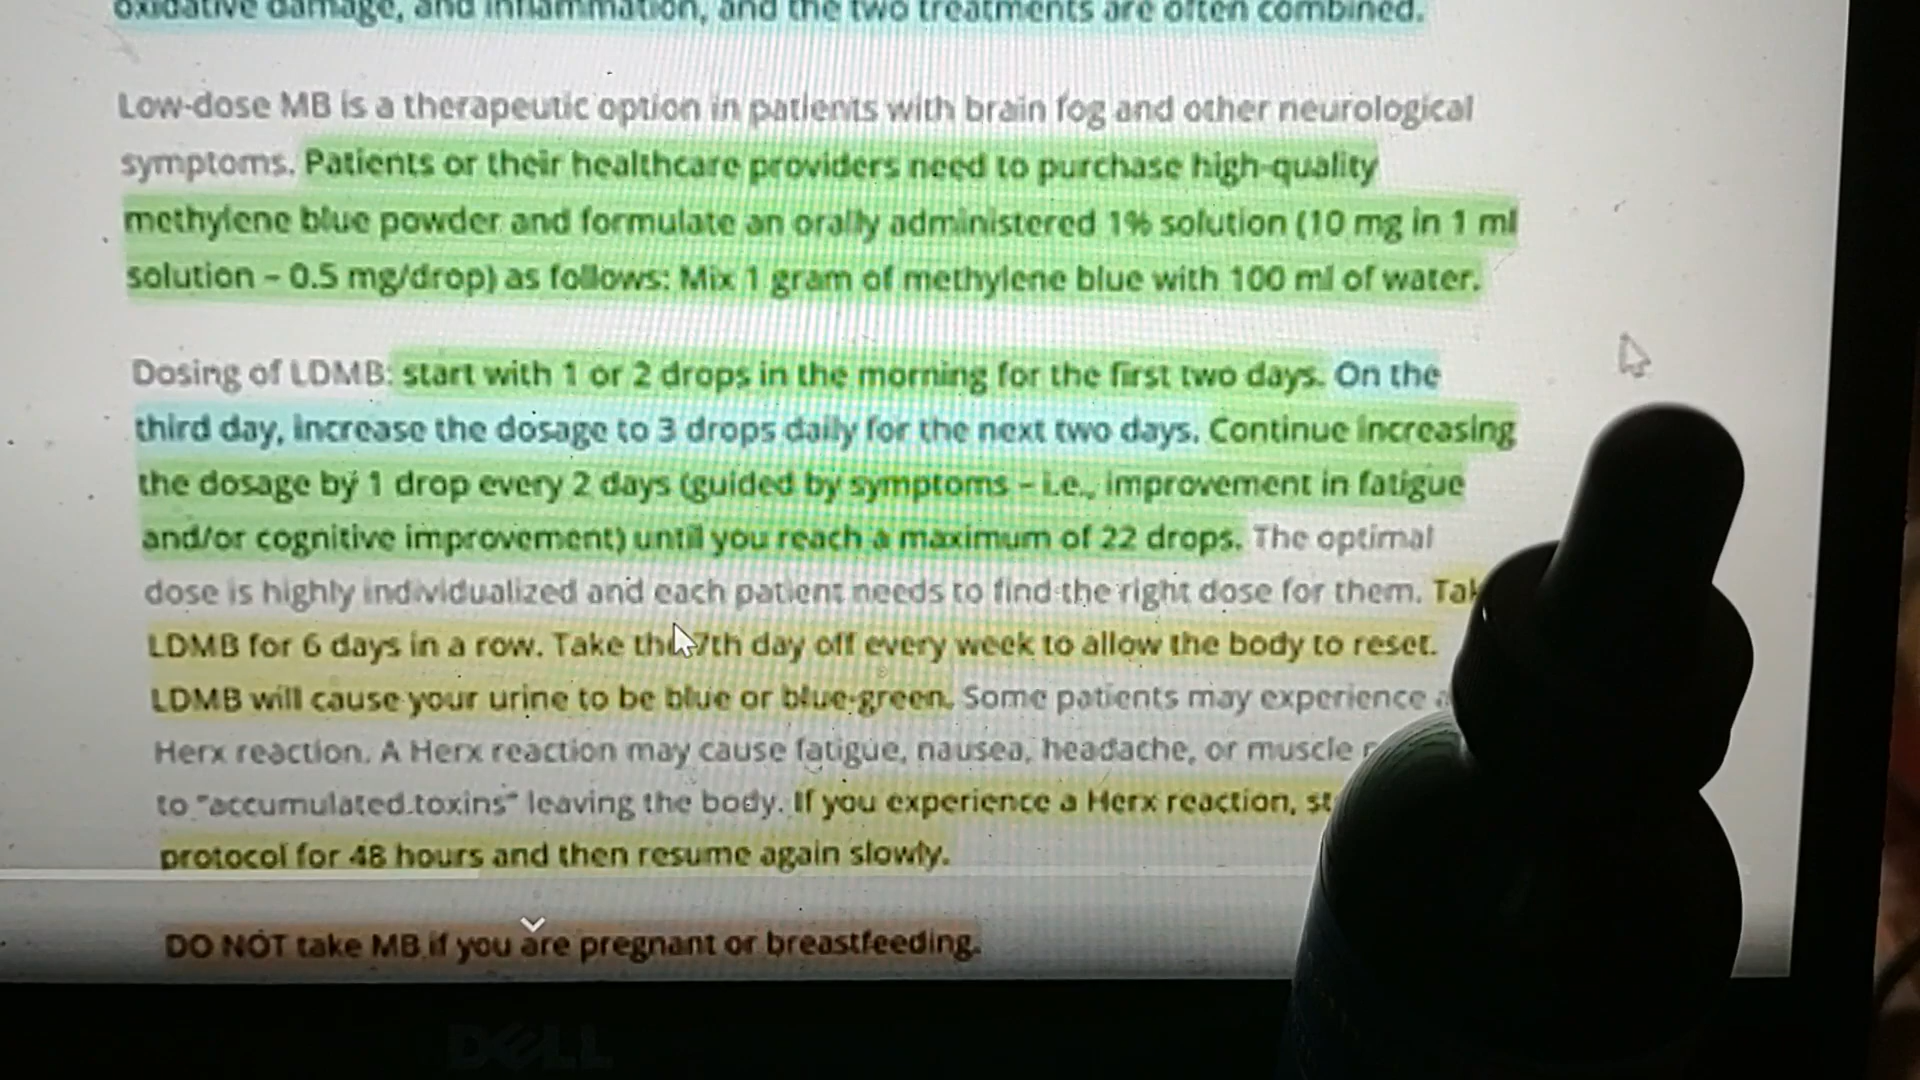 oxidative damage, and inflammation, and the two treatments are often combined.
Low-dose MB is a therapeutic option in patients with brain fog and other neurological
symptoms. Patients or their healthcare providers need to purchase high-quality
methylene blue powder and formulate an orally administered 1% solution (10 mg in 1 ml
solution – 0.5 mg/drop) as follows: Mix 1 gram of methylene blue with 100 ml of water.
Dosing of LDMB: start with 1 or 2 drops in the morning for the first two days. On the
third day, increase the dosage to 3 drops daily for the next two days. Continue increasing
the dosage by 1 drop every 2 days (guided by symptoms – i.e., improvement in fatigue
and/or cognitive improvement) until you reach a maximum of 22 drops. The optimal
dose is highly individualized and each patient needs to find the right dose for them.
LDMB for 6 days in a row. Take the 7th day off every week to allow the body to reset.
LDMB will cause your urine to be blue or blue-green. Some patients may experience
Herx reaction. A Herx reaction may cause fatigue, nausea, headache, or muscle
to "accumulated toxins" leaving the body. If you experience a Herx reaction,
protocol for 48 hours and then resume again slowly.
DO NOT take MB if you are pregnant or breastfeeding.
DELL